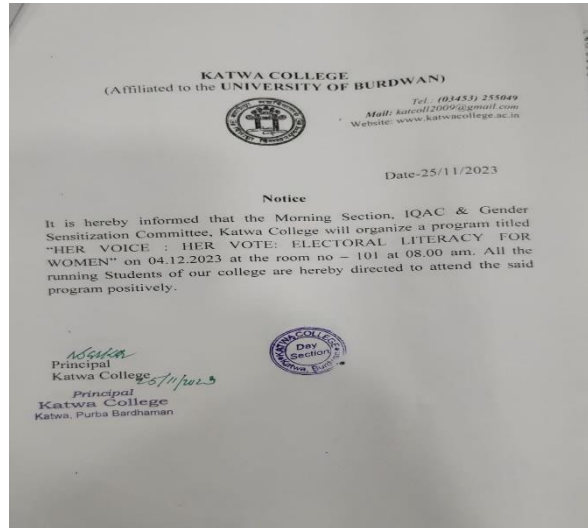 KATWA COLLEGE
(Affiliated to the UNIVERSITY OF BURDWAN)
Tel.: (03453) 255049
Mail: katcoll2009@gmail.com
Website: www.katwacollege.ac.in
Date-25/11/2023
Notice
It is hereby informed that the Morning Section, IQAC & Gender
Sensitization Committee, Katwa College will organize a program titled
"HER VOICE : HER VOTE: ELECTORAL LITERACY FOR
WOMEN" on 04.12.2023 at the room no – 101 at 08.00 am. All the
running Students of our college are hereby directed to attend the said
program positively.
KATWA COLLEGE
Day
Section
Katwa, Burdwan
Principal
Katwa College
25/11/2023
Principal
Katwa College
Katwa, Purba Bardhaman